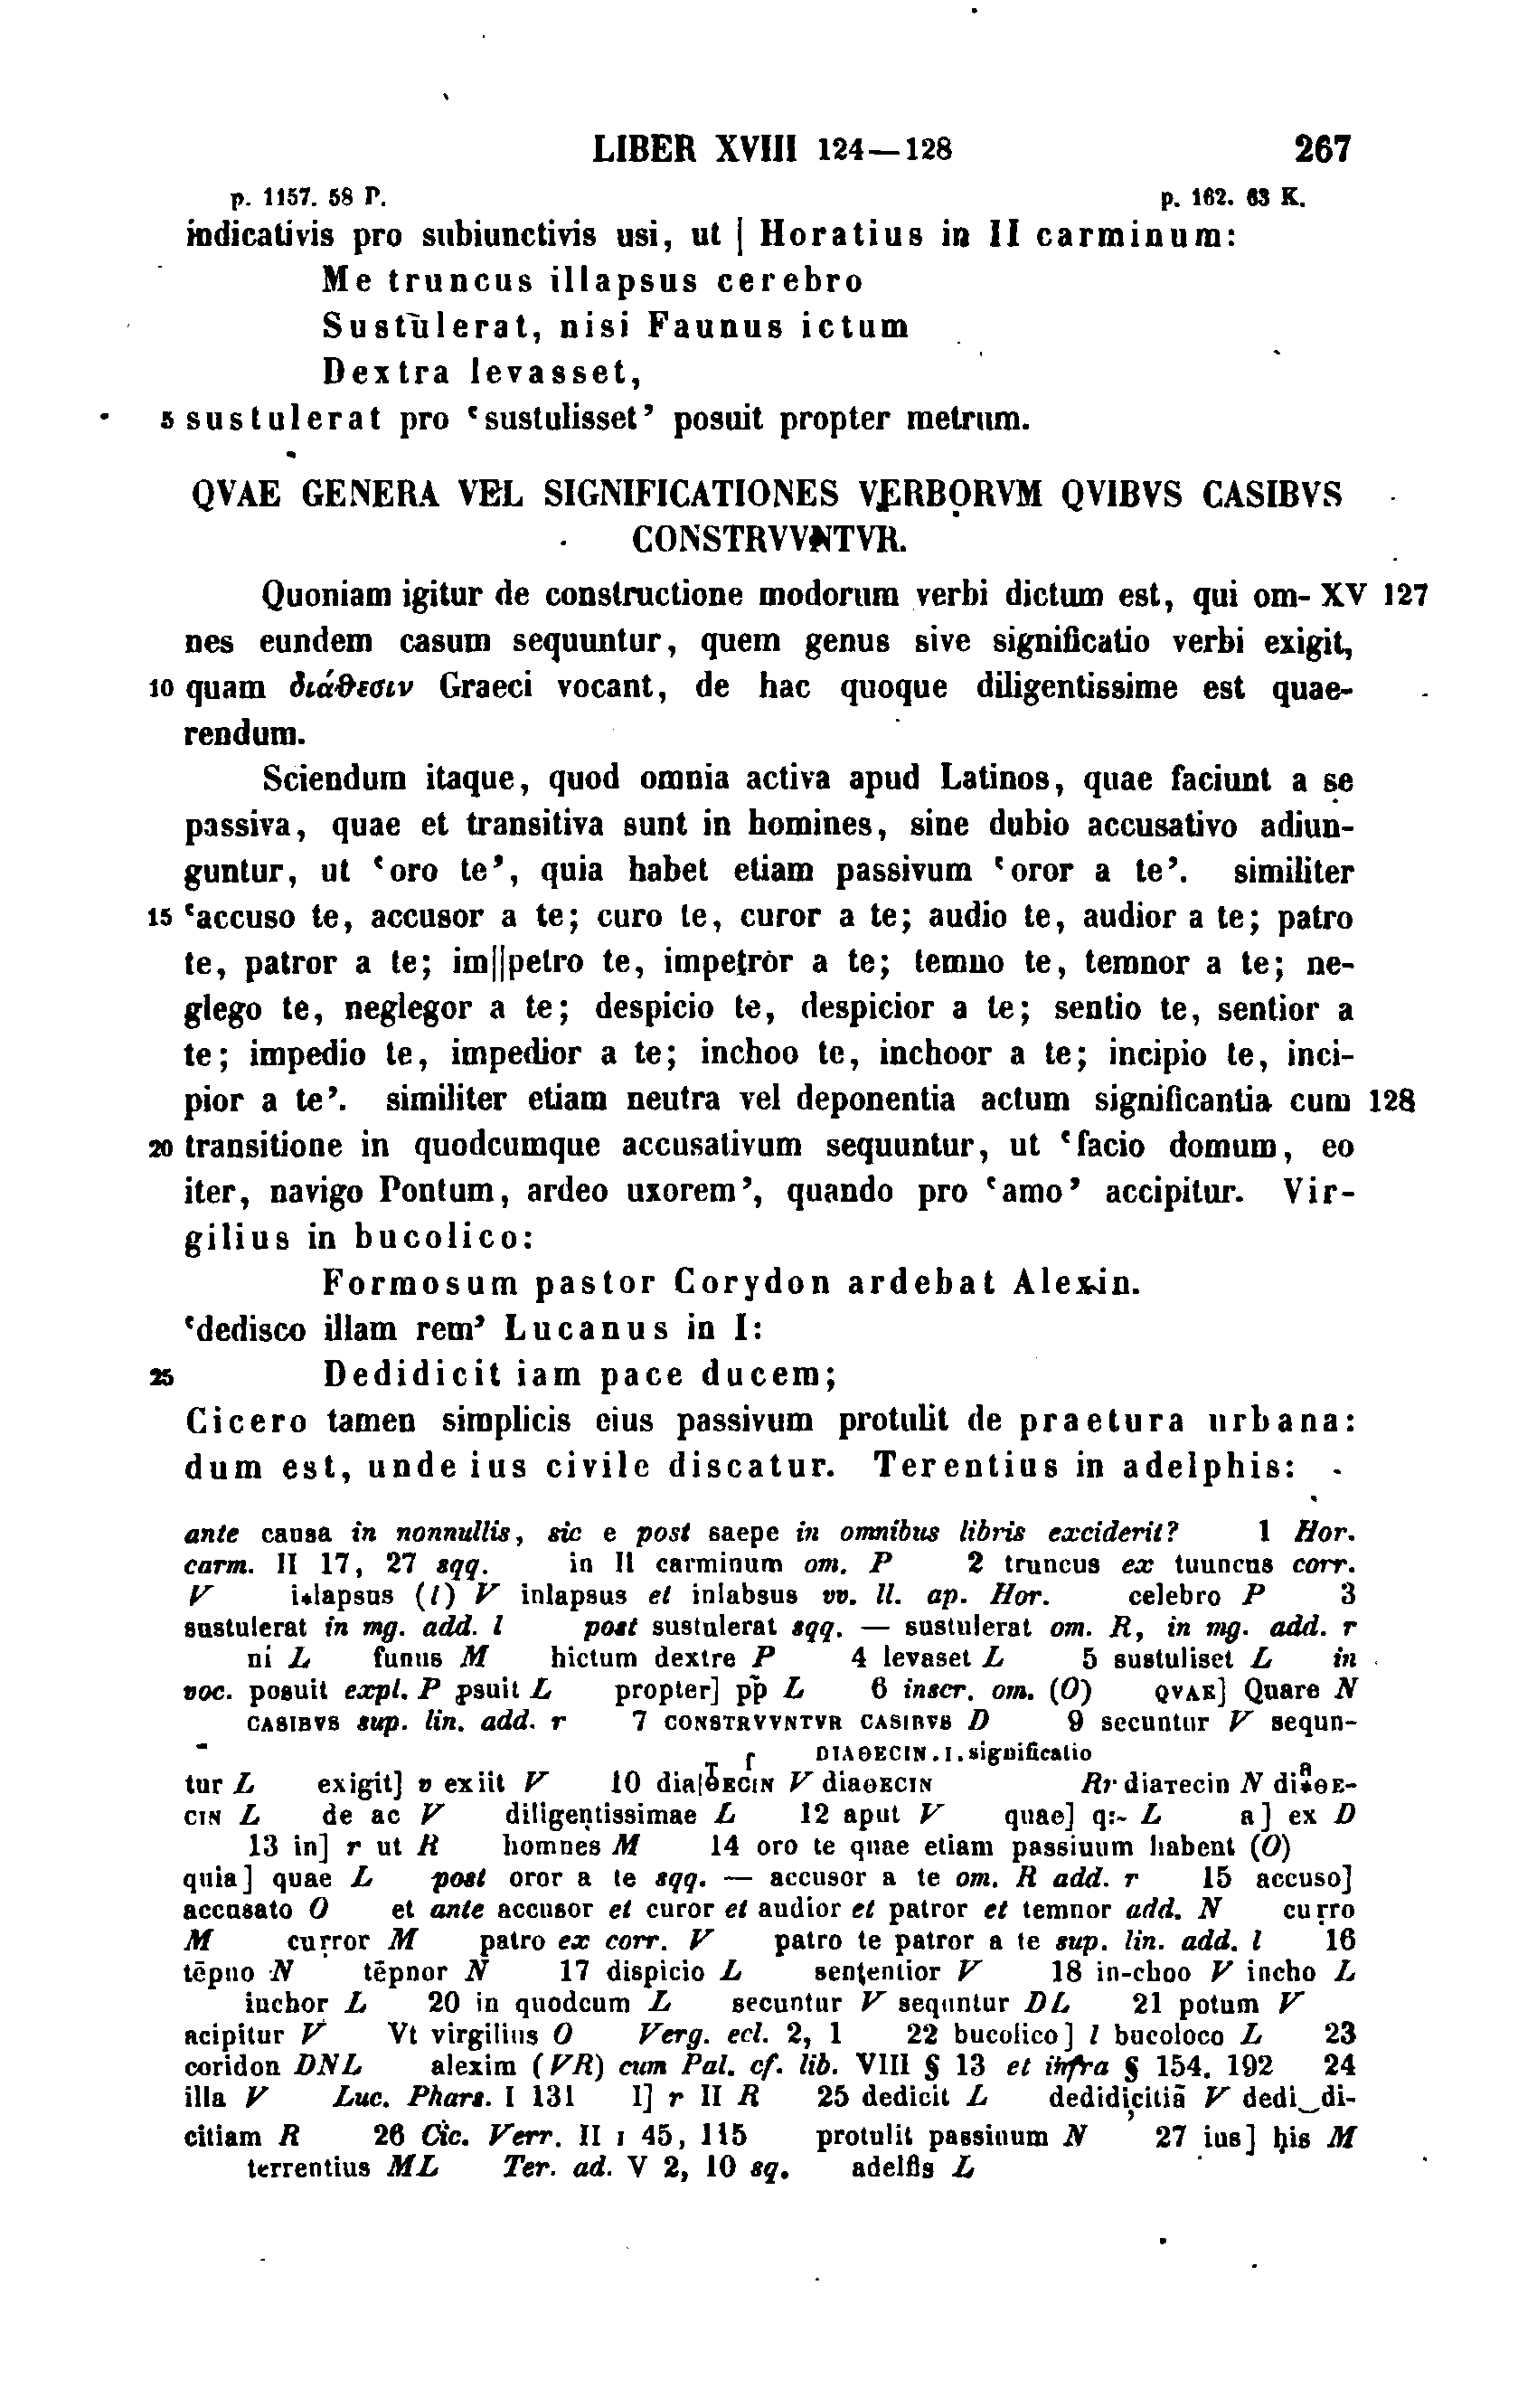 LIBER XVIII 124—128 267
p. 1157. 58 P. p. 162. 63 K.
indicativis pro subiunctivis usi, ut | Horatius in II carminum:
Me truncus illapsus cerebro
Sustulerat, nisi Faunus ictum
Dextra levasset,
5 sustulerat pro ‘sustulisset’ posuit propter metrum.
QVAE GENERA VEL SIGNIFICATIONES VERBORVM QVIBVS CASIBVS
CONSTRVVNTVR.
Quoniam igitur de constructione modorum verbi dictum est, qui om- XV 127
nes eundem casum sequuntur, quem genus sive significatio verbi exigit,
10 quam διάθεσιν Graeci vocant, de hac quoque diligentissime est quae-
rendum.
Sciendum itaque, quod omnia activa apud Latinos, quae faciunt a se
passiva, quae et transitiva sunt in homines, sine dubio accusativo adiun-
guntur, ut ‘oro te’, quia habet etiam passivum ‘oror a te’. similiter
15 ‘accuso te, accusor a te; curo te, curor a te; audio te, audior a te; patro
te, patror a te; im||petro te, impetror a te; temno te, temnor a te; ne-
glego te, neglegor a te; despicio te, despicior a te; sentio te, sentior a
te; impedio te, impedior a te; inchoo te, inchoor a te; incipio te, inci-
pior a te’. similiter etiam neutra vel deponentia actum significantia cum 128
20 transitione in quodcumque accusativum sequuntur, ut ‘facio domum, eo
iter, navigo Pontum, ardeo uxorem’, quando pro ‘amo’ accipitur. Vir-
gilius in bucolico:
Formosum pastor Corydon ardebat Alexin.
‘dedisco illam rem’ Lucanus in I:
25 Dedidicit iam pace ducem;
Cicero tamen simplicis eius passivum protulit de praetura urbana:
dum est, unde ius civile discatur. Terentius in adelphis:
ante causa in nonnullis, sic e post saepe in omnibus libris exciderit? 1 Hor.
carm. II 17, 27 sqq. in II carminum om. P 2 truncus ex tuuncus corr.
V i*lapsus (l) V inlapsus et inlabsus vv. ll. ap. Hor. celebro P 3
sustulerat in mg. add. l post sustulerat sqq. — sustulerat om. R, in mg. add. r
ni L funus M hictum dextre P 4 levaset L 5 sustuliset L in
voc. posuit expl. P psuit L propter] pp L 6 inscr. om. (O) QVAE] Quare N
CASIBVS sup. lin. add. r 7 CONSTRVVNTVR CASIBVS D 9 secuntur V sequn-
DIAΘECIN.I.significatio
tur L exigit] v exiit V 10 V diaΘECIN Rr diaTecin N
CIN L de ac V diligentissimae L 12 aput V quae] q:~ L a] ex D
13 in] r ut R homnes M 14 oro te quae etiam passiuum habent (O)
quia] quae L post oror a te sqq. — accusor a te om. R add. r 15 accuso]
accusato O et ante accusor et curor et audior et patror et temnor add. N curro
M curror M patro ex corr. V patro te patror a te sup. lin. add. l 16
tēpno N tēpnor N 17 dispicio L sententior V 18 in-choo V incho L
inchor L 20 in quodcum L secuntur V sequntur DL 21 potum V
acipitur V Vt virgilius O Verg. ecl. 2, 1 22 bucolico] l bucoloco L 23
coridon DNL alexim (VR) cum Pal. cf. lib. VIII § 13 et infra § 154. 192 24
illa V Luc. Phars. I 131 I] r II R 25 dedicit L dedidicitiā V dedi‿di-
citiam R 26 Cic. Verr. II I 45, 115 protulit passiuum N 27 ius] his M
terrentius ML Ter. ad. V 2, 10 sq. adelfis L